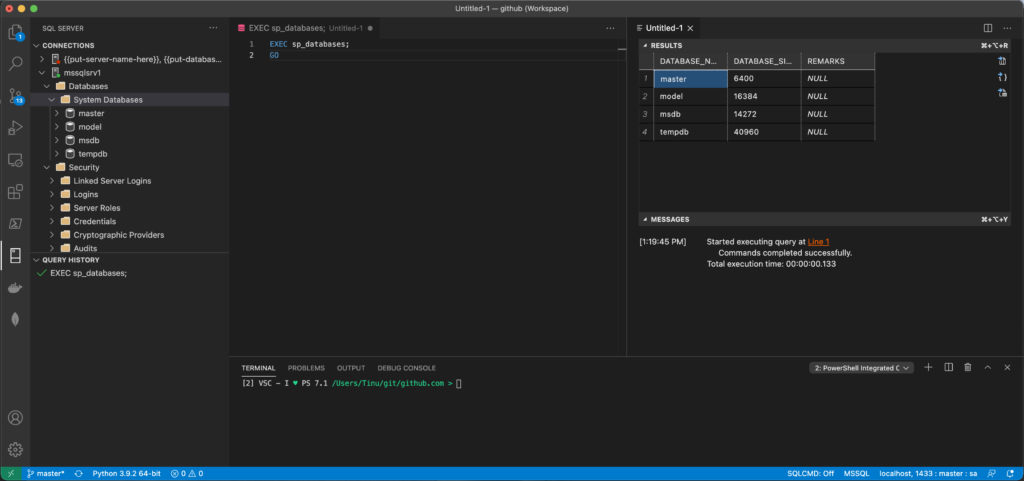 Untitled-1 — github (Workspace)
SQL SERVER
CONNECTIONS
{{put-server-name-here}}, {{put-databas...
mssqlsrv1
Databases
System Databases
master
model
msdb
tempdb
Security
Linked Server Logins
Logins
Server Roles
Credentials
Cryptographic Providers
Audits
QUERY HISTORY
EXEC sp_databases;
1
13
EXEC sp_databases; Untitled-1
1 EXEC sp_databases;
2 GO
Untitled-1
RESULTS ⌘+⌥+R
DATABASE_N... DATABASE_SI... REMARKS
1 master 6400 NULL
2 model 16384 NULL
3 msdb 14272 NULL
4 tempdb 40960 NULL
MESSAGES ⌘+⌥+Y
[1:19:45 PM] Started executing query at Line 1
Commands completed successfully.
Total execution time: 00:00:00.133
TERMINAL PROBLEMS OUTPUT DEBUG CONSOLE 2: PowerShell Integrated C
[2] VSC - I ♥ PS 7.1 /Users/Tinu/git/github.com >
master* Python 3.9.2 64-bit 0 0 SQLCMD: Off MSSQL localhost, 1433 : master : sa